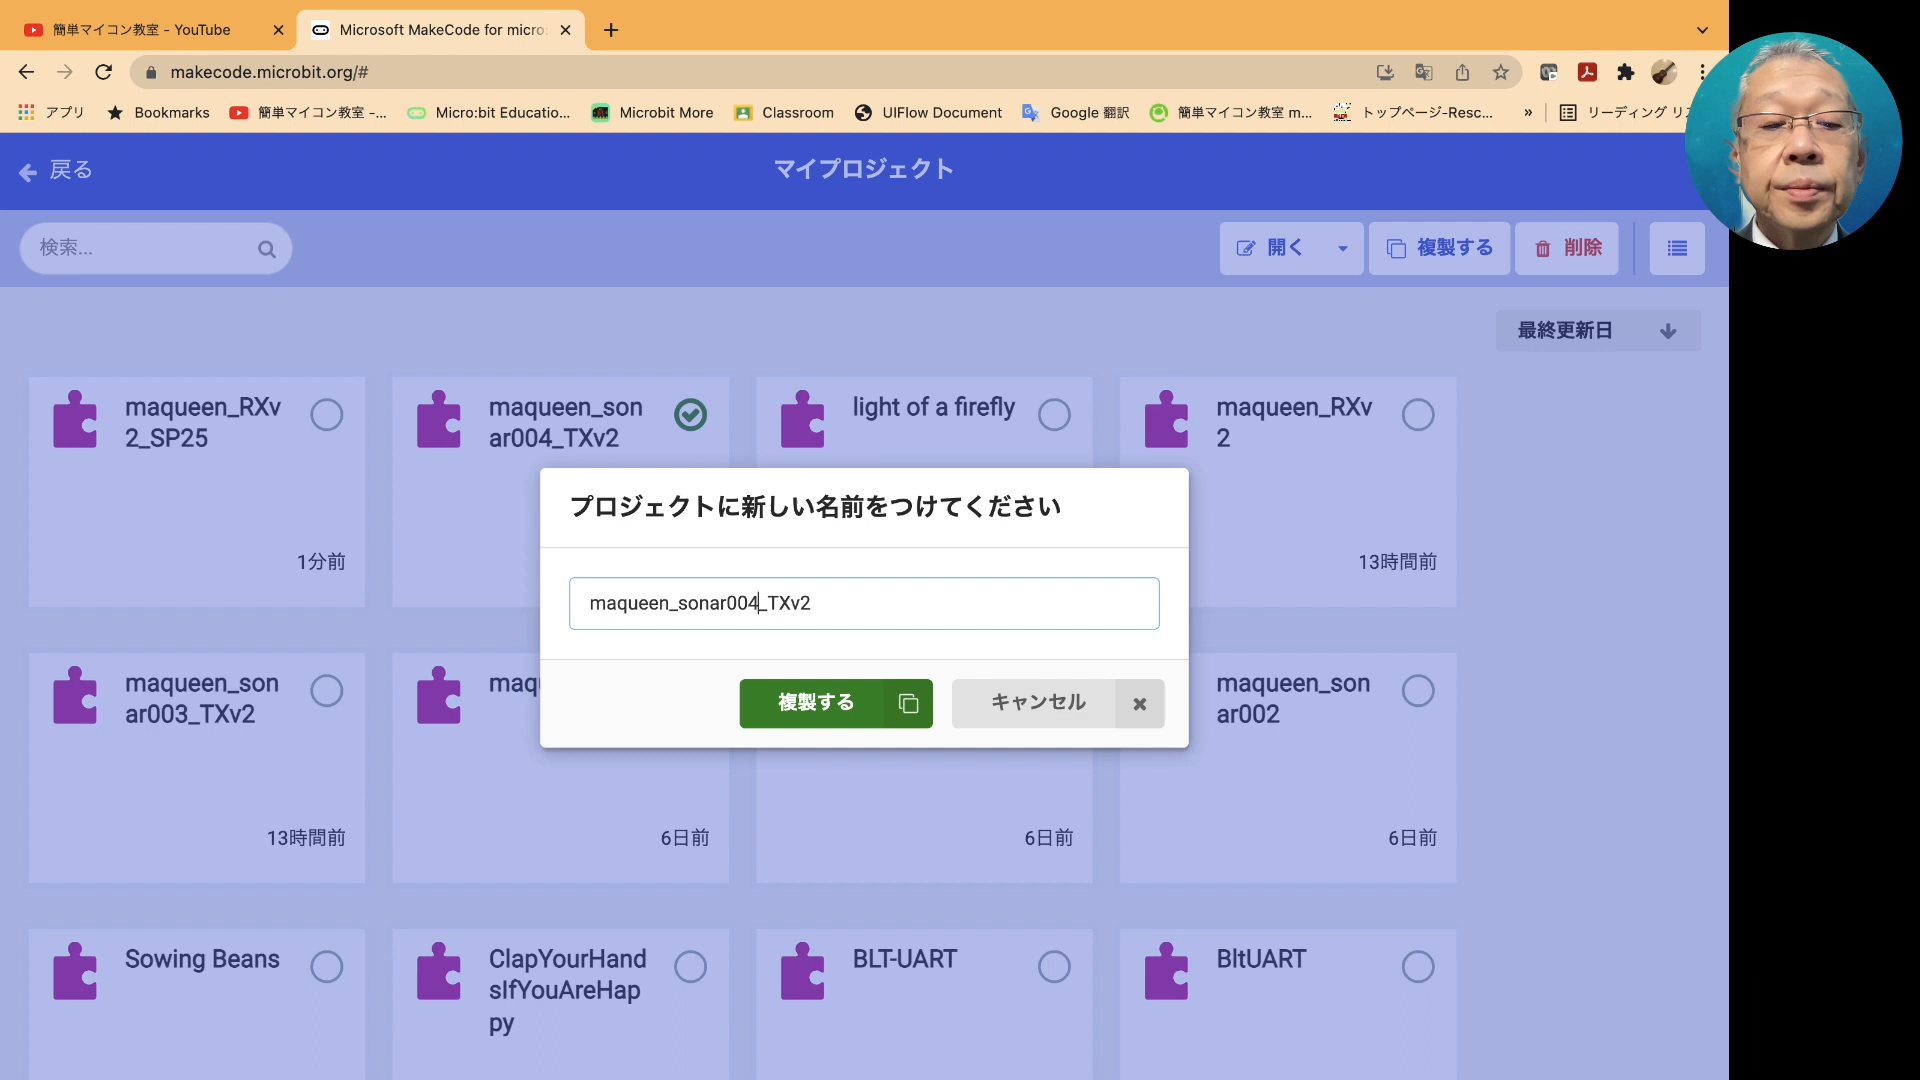 簡単マイコン教室 - YouTube
Microsoft MakeCode for micro:
makecode.microbit.org/#
アプリ
Bookmarks
簡単マイコン教室 -...
Micro:bit Educatio...
Microbit More
Classroom
UIFlow Document
Google 翻訳
簡単マイコン教室 m...
トップページ-Resc...
»
リーディング リス
戻る
マイプロジェクト
検索...
開く
複製する
削除
最終更新日
maqueen_RXv
2_SP25
1分前
maqueen_son
ar004_TXv2
light of a firefly
maqueen_RXv
2
13時間前
プロジェクトに新しい名前をつけてください
maqueen_sonar004_TXv2
複製する
キャンセル
maqueen_son
ar003_TXv2
13時間前
maqu
6日前
6日前
maqueen_son
ar002
6日前
Sowing Beans
ClapYourHand
sIfYouAreHap
py
BLT-UART
BltUART